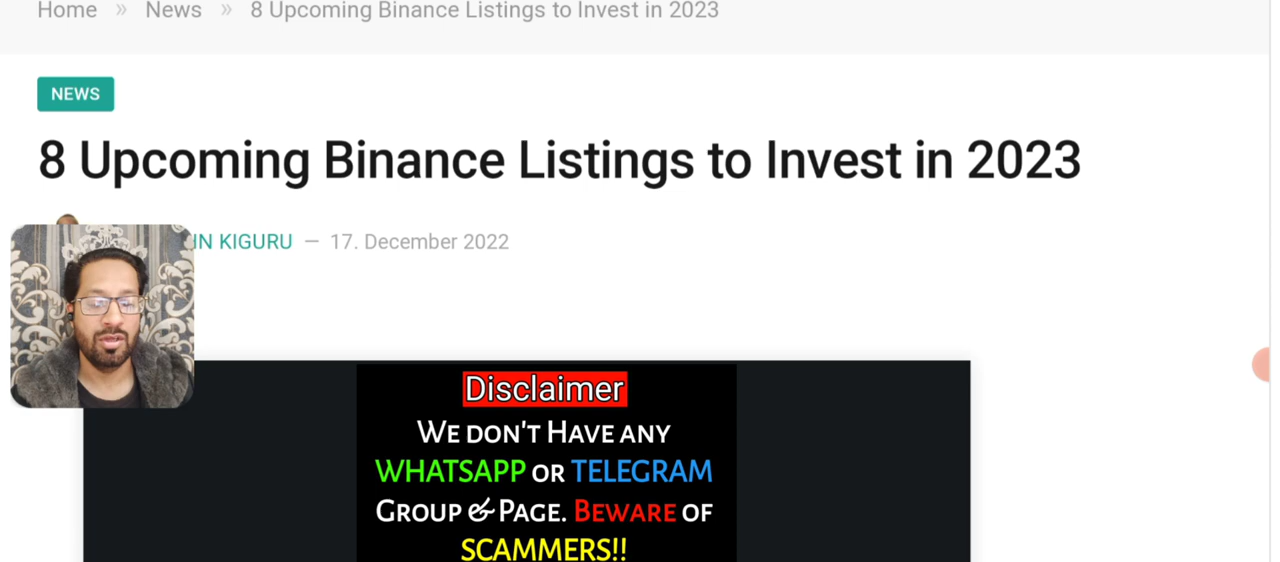 Home » News » 8 Upcoming Binance Listings to Invest in 2023
NEWS
8 Upcoming Binance Listings to Invest in 2023
KIGURU — 17. December 2022
Disclaimer
WE DON'T HAVE ANY
WHATSAPP OR TELEGRAM
GROUP & PAGE. BEWARE OF
SCAMMERS!!